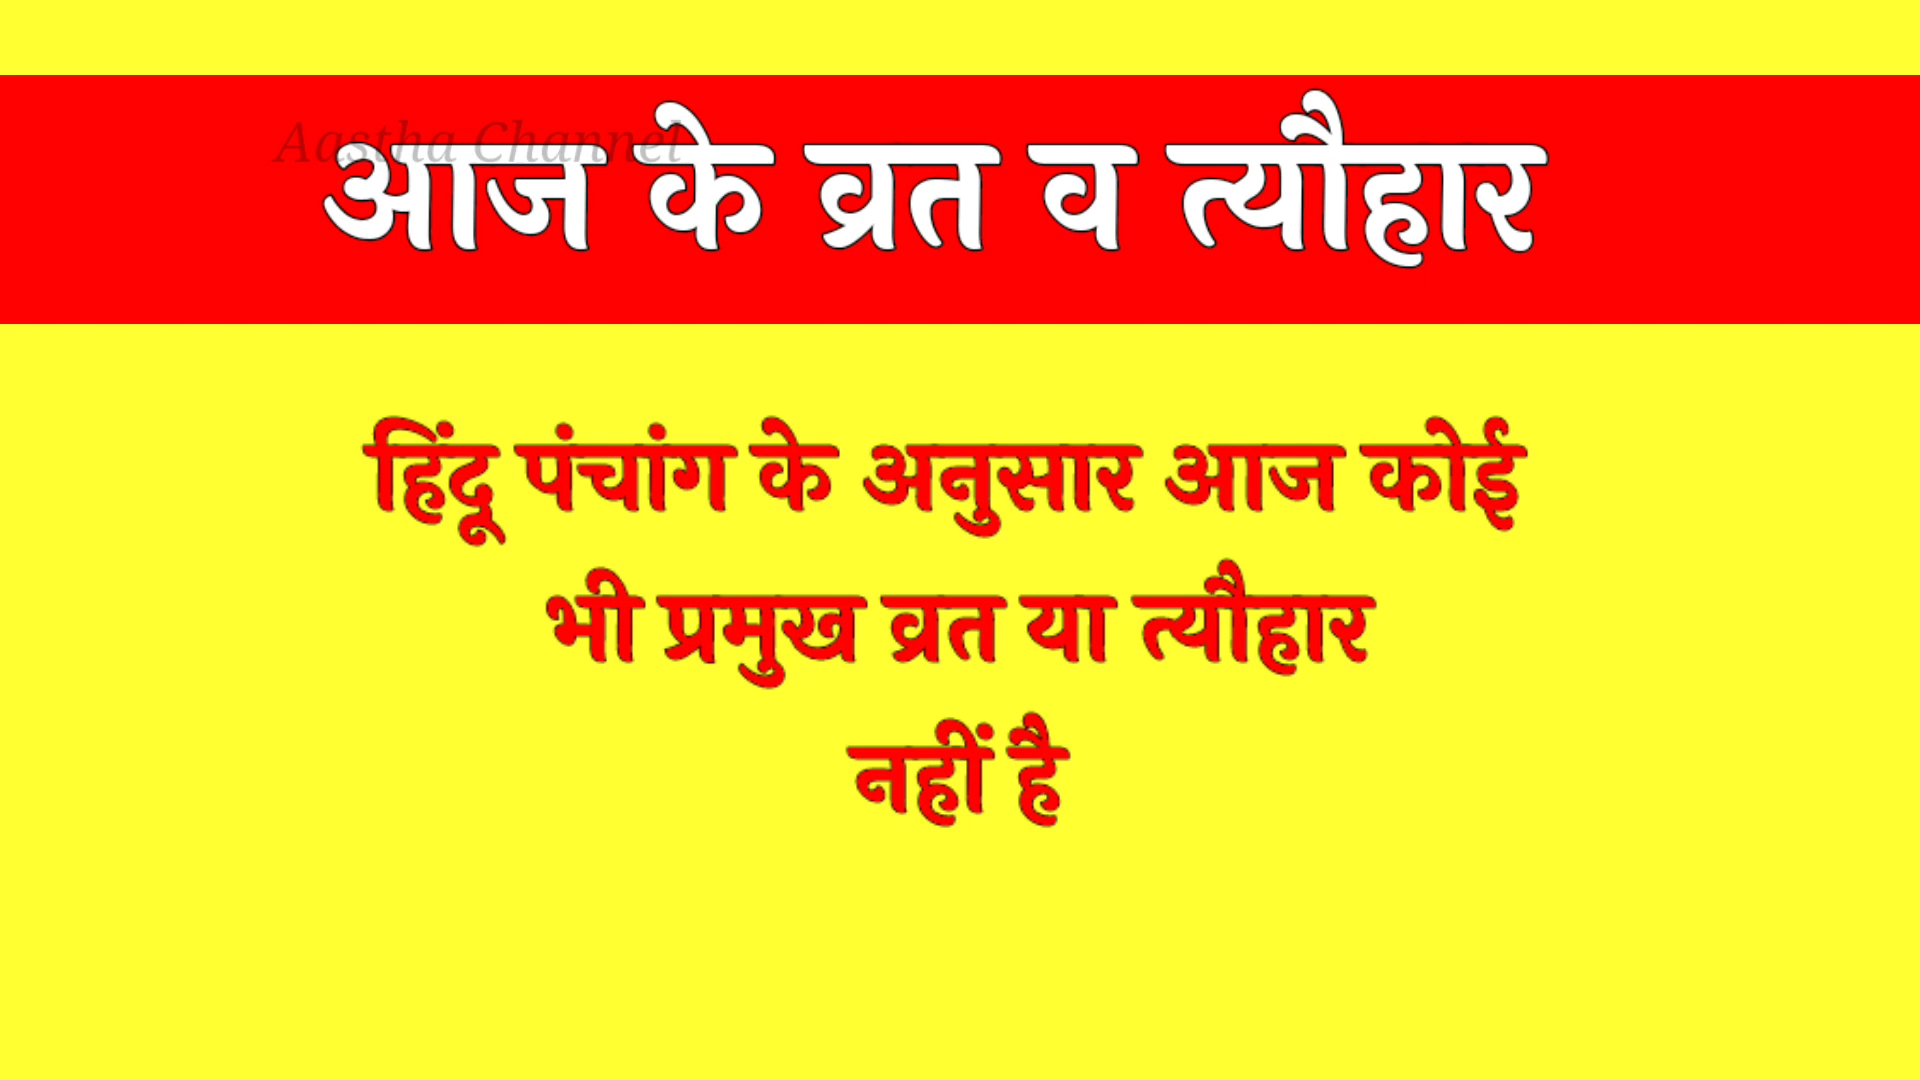 Aastha Channel
आज के व्रत व त्यौहार
हिंदू पंचांग के अनुसार आज कोई
भी प्रमुख व्रत या त्यौहार
नहीं है